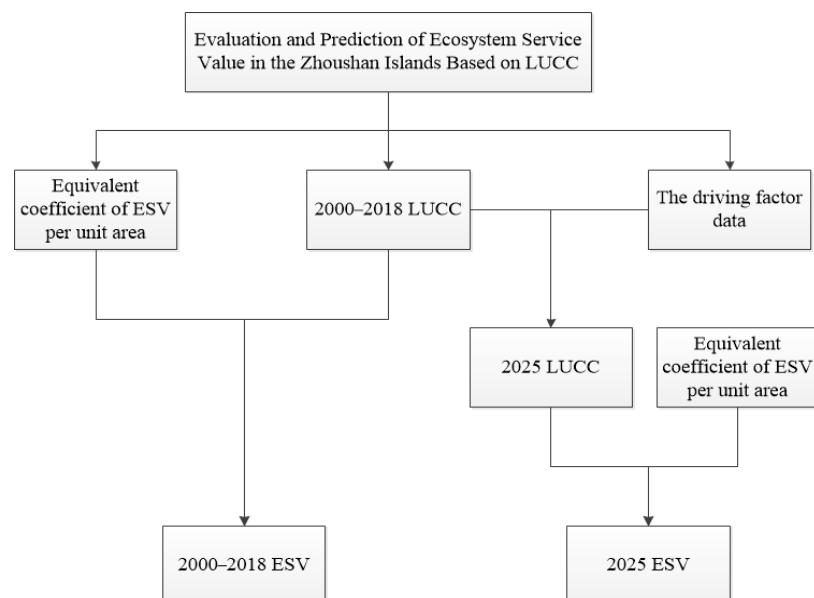 Evaluation and Prediction of Ecosystem Service
Value in the Zhoushan Islands Based on LUCC
Equivalent
coefficient of ESV
per unit area
2000–2018 LUCC
The driving factor
data
2025 LUCC
Equivalent
coefficient of ESV
per unit area
2000–2018 ESV
2025 ESV